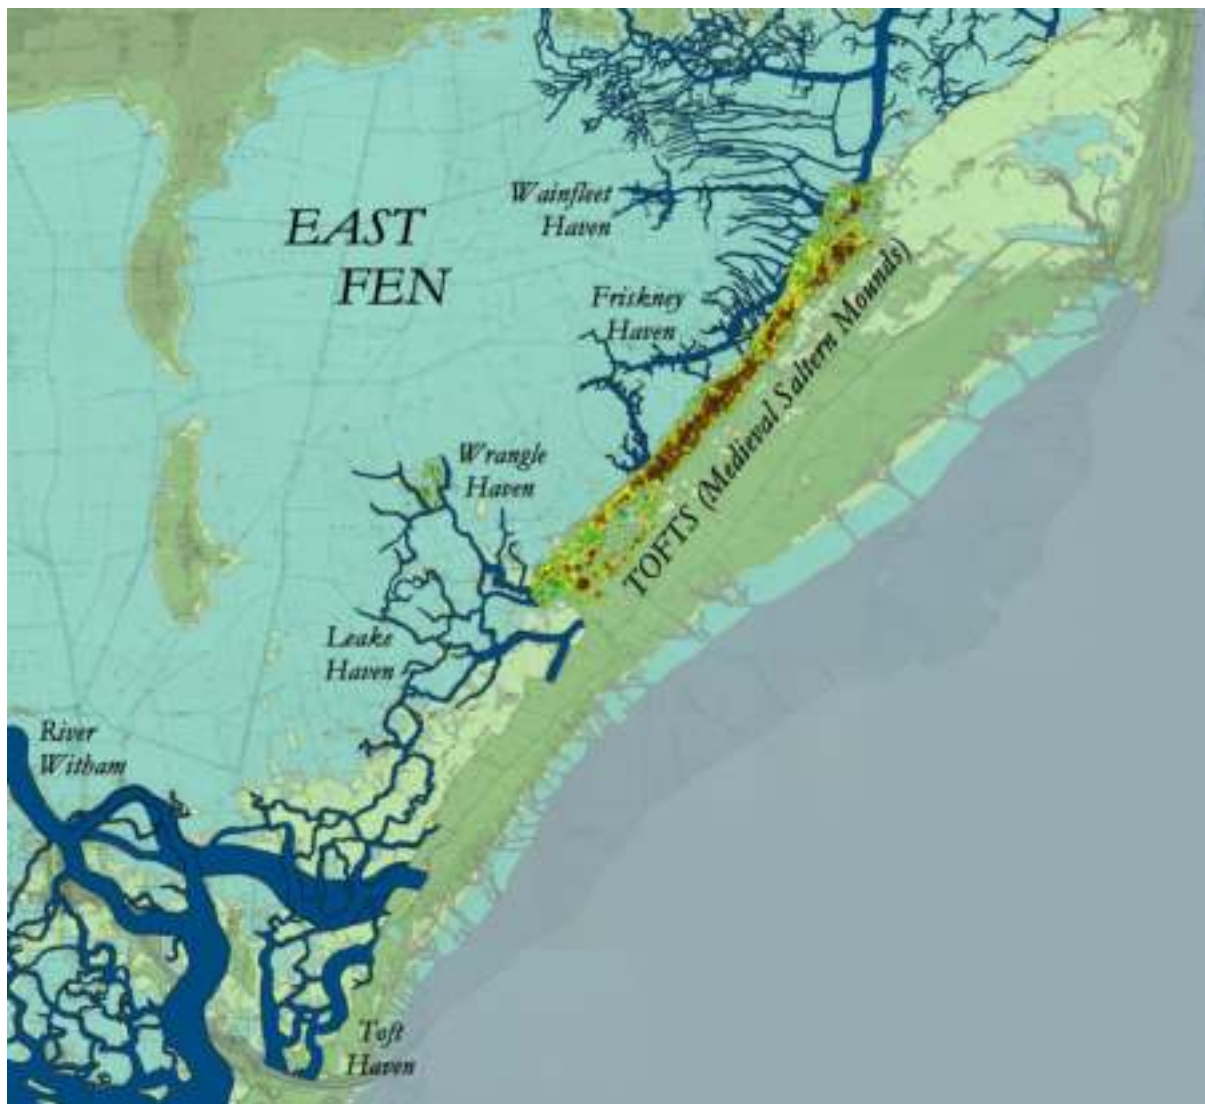 Wainfleet
Haven
EAST
FEN
Friskney
Haven
TOFTS (Medieval Saltern Mounds)
Wrangle
Haven
Leake
Haven
River
Witham
Toft
Haven